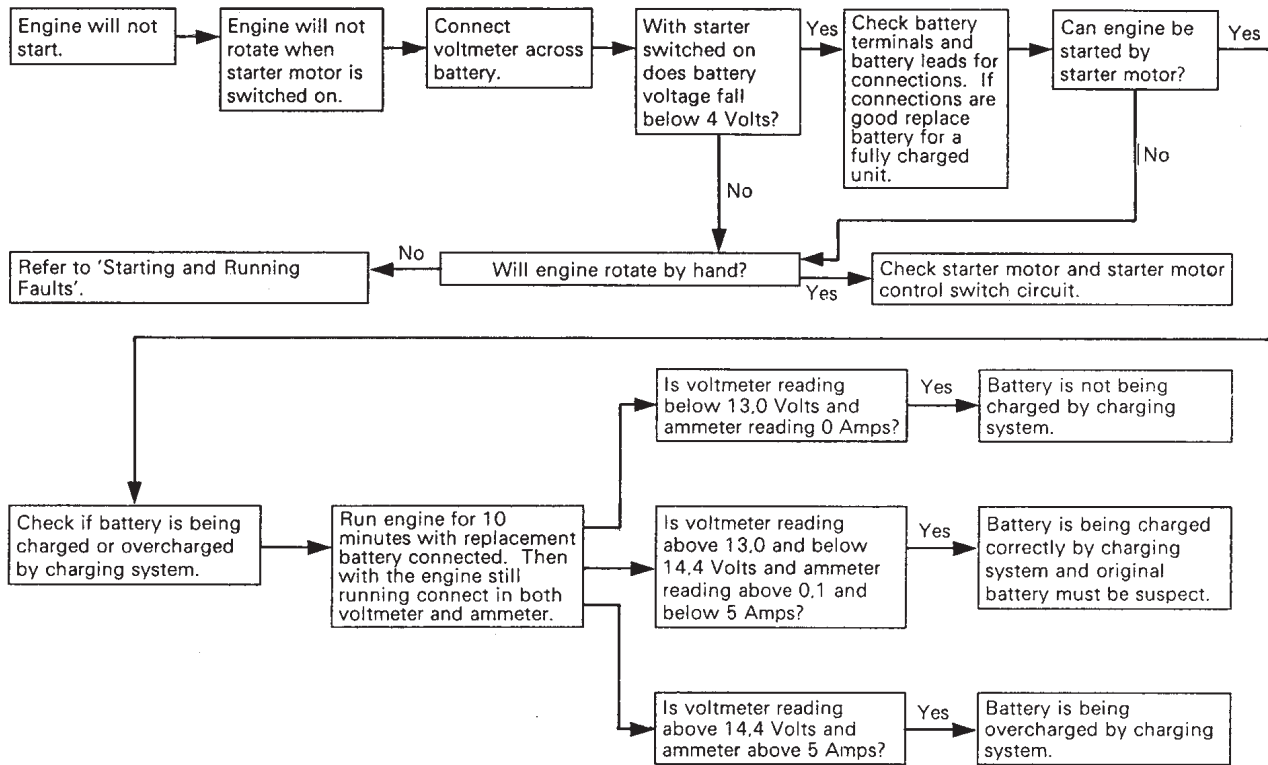 Engine will not
start.
Engine will not
rotate when
starter motor is
switched on.
Connect
voltmeter across
battery.
With starter
switched on
does battery
voltage fall
below 4 Volts?
Yes
Check battery
terminals and
battery leads for
connections. If
connections are
good replace
battery for a
fully charged
unit.
Can engine be
started by
starter motor?
Yes
No
No
Refer to 'Starting and Running
Faults'.
No
Will engine rotate by hand?
Yes
Check starter motor and starter motor
control switch circuit.
Check if battery is being
charged or overcharged
by charging system.
Run engine for 10
minutes with replacement
battery connected. Then
with the engine still
running connect in both
voltmeter and ammeter.
Is voltmeter reading
below 13,0 Volts and
ammeter reading 0 Amps?
Yes
Battery is not being
charged by charging
system.
Is voltmeter reading
above 13,0 and below
14,4 Volts and ammeter
reading above 0,1 and
below 5 Amps?
Yes
Battery is being charged
correctly by charging
system and original
battery must be suspect.
Is voltmeter reading
above 14,4 Volts and
ammeter above 5 Amps?
Yes
Battery is being
overcharged by charging
system.